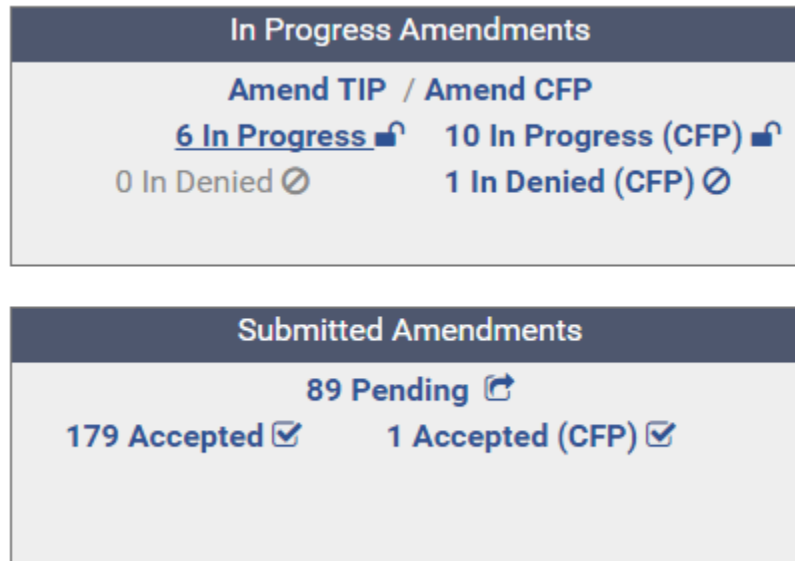 In Progress Amendments
Amend TIP / Amend CFP
6 In Progress 10 In Progress (CFP)
0 In Denied 1 In Denied (CFP)
Submitted Amendments
89 Pending
179 Accepted 1 Accepted (CFP)